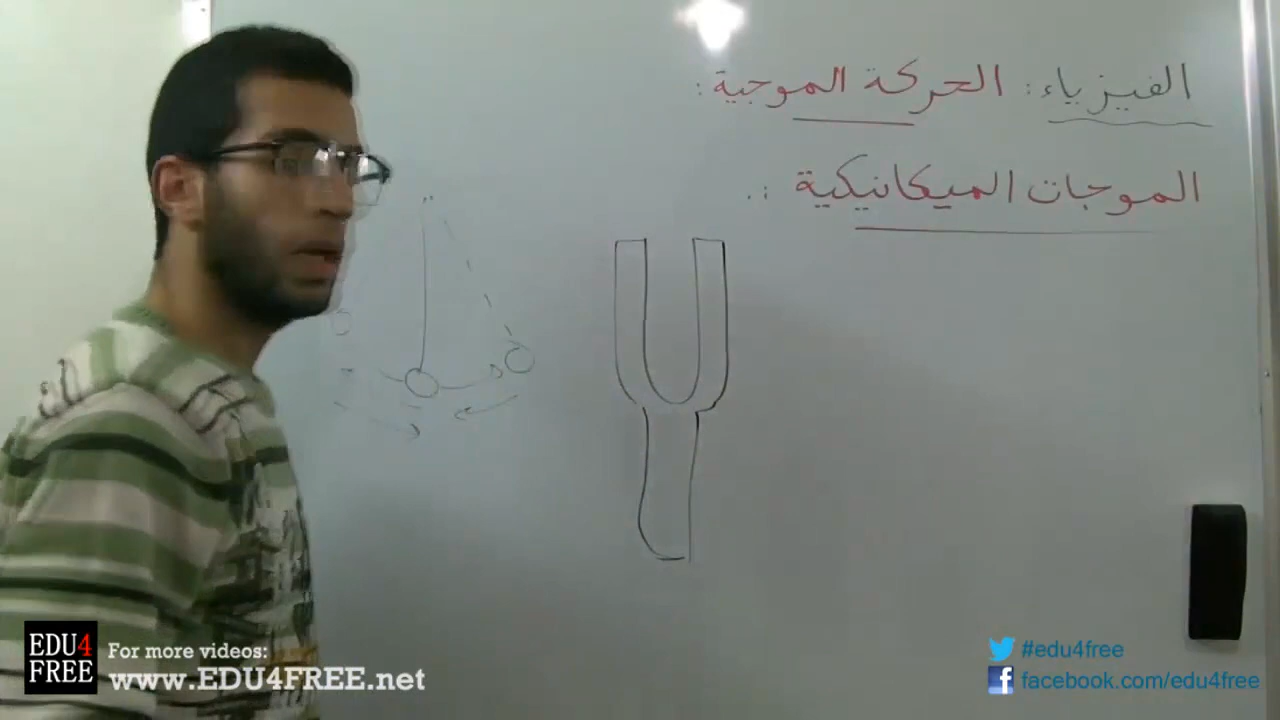 الفيزياء: الحركة الموجية:
الموجات الميكانيكية :.
EDU4
FREE
For more videos:
www.EDU4FREE.net
#edu4free
facebook.com/edu4free